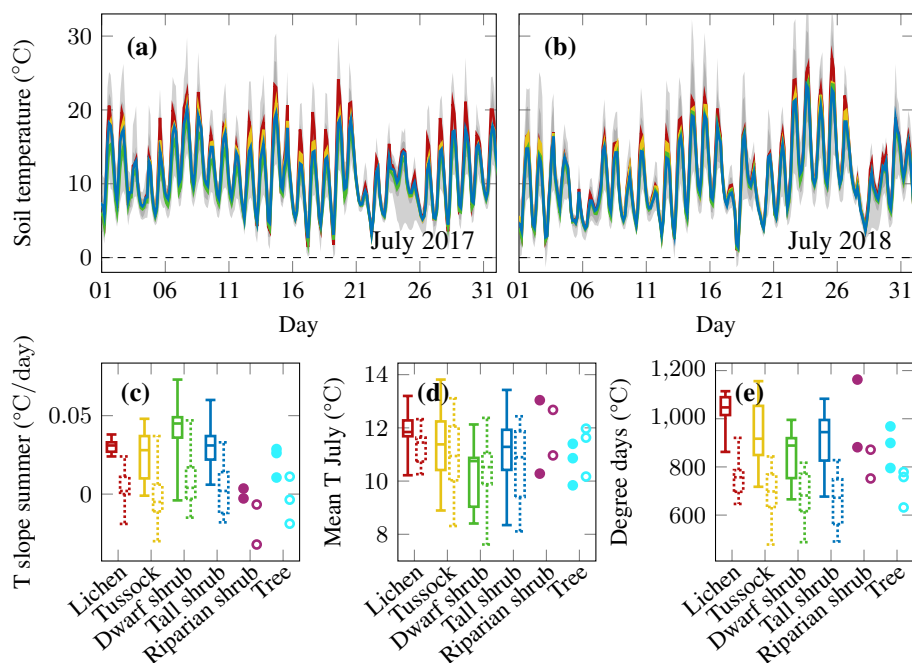 30
20
10
0
Soil temperature (°C)
(a)
July 2017
01 06 11 16 21 26 31
Day
(b)
July 2018
01 06 11 16 21 26 31
Day
0.05
0
T slope summer (°C/day)
(c)
Lichen
Tussock
Dwarf shrub
Tall shrub
Riparian shrub
Tree
14
12
10
8
Mean T July (°C)
(d)
Lichen
Tussock
Dwarf shrub
Tall shrub
Riparian shrub
Tree
1,200
1,000
800
600
Degree days (°C)
(e)
Lichen
Tussock
Dwarf shrub
Tall shrub
Riparian shrub
Tree